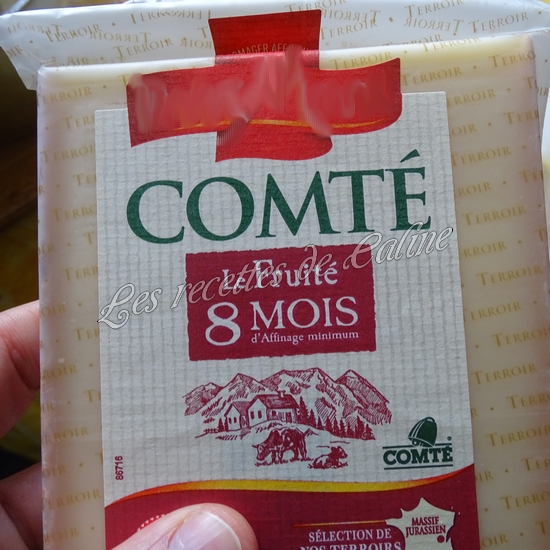 COMTÉ
Le Fruité
8 MOIS
d'Affinage minimum
Les recettes de Caline
86716
COMTÉ
MASSIF
JURASSIEN
SÉLECTION DE
NOS TERROIRS
TERROIR